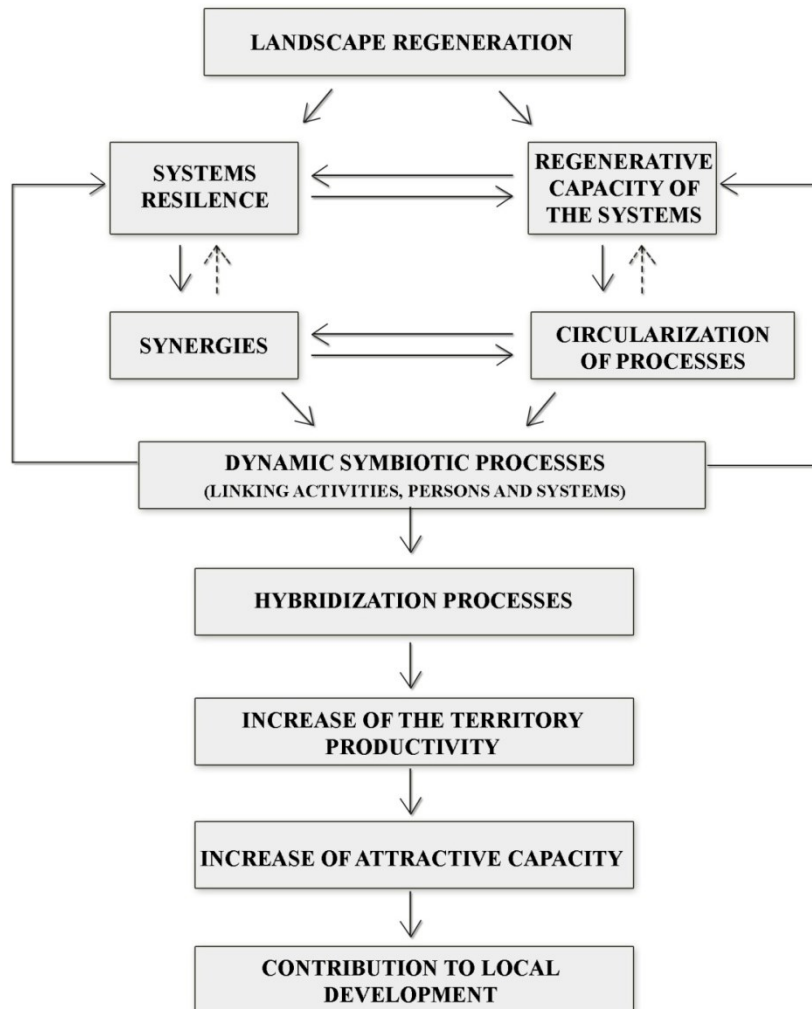 LANDSCAPE REGENERATION
SYSTEMS
RESILENCE
REGENERATIVE
CAPACITY OF
THE SYSTEMS
SYNERGIES
CIRCULARIZATION
OF PROCESSES
DYNAMIC SYMBIOTIC PROCESSES
(LINKING ACTIVITIES, PERSONS AND SYSTEMS)
HYBRIDIZATION PROCESSES
INCREASE OF THE TERRITORY
PRODUCTIVITY
INCREASE OF ATTRACTIVE CAPACITY
CONTRIBUTION TO LOCAL
DEVELOPMENT